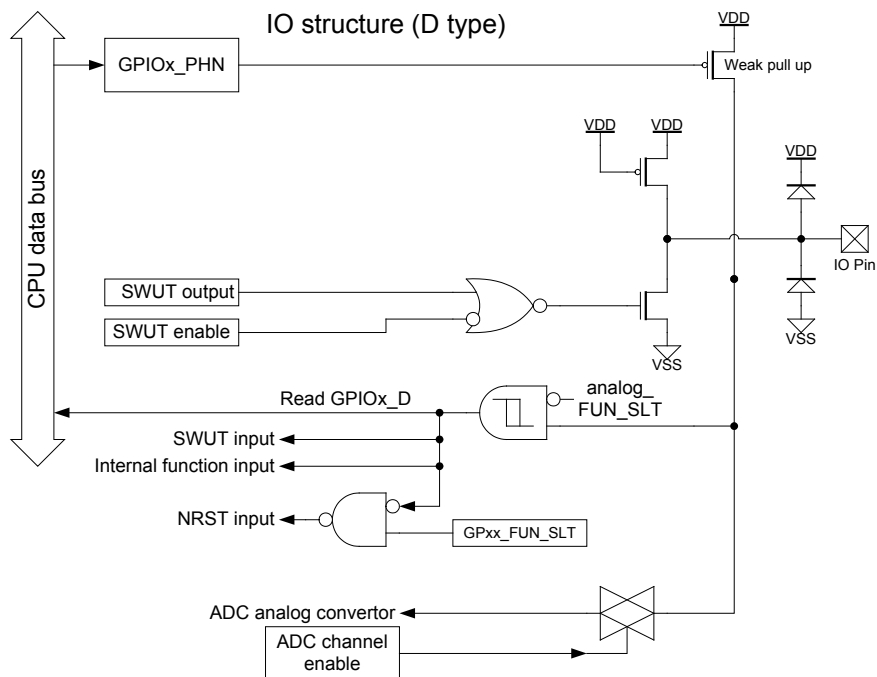 IO structure (D type)
VDD
GPIOx_PHN
Weak pull up
VDD
VDD
VDD
CPU data bus
IO Pin
SWUT output
SWUT enable
VSS
VSS
analog_
FUN_SLT
Read GPIOx_D
SWUT input
Internal function input
NRST input
GPxx_FUN_SLT
ADC analog convertor
ADC channel
enable